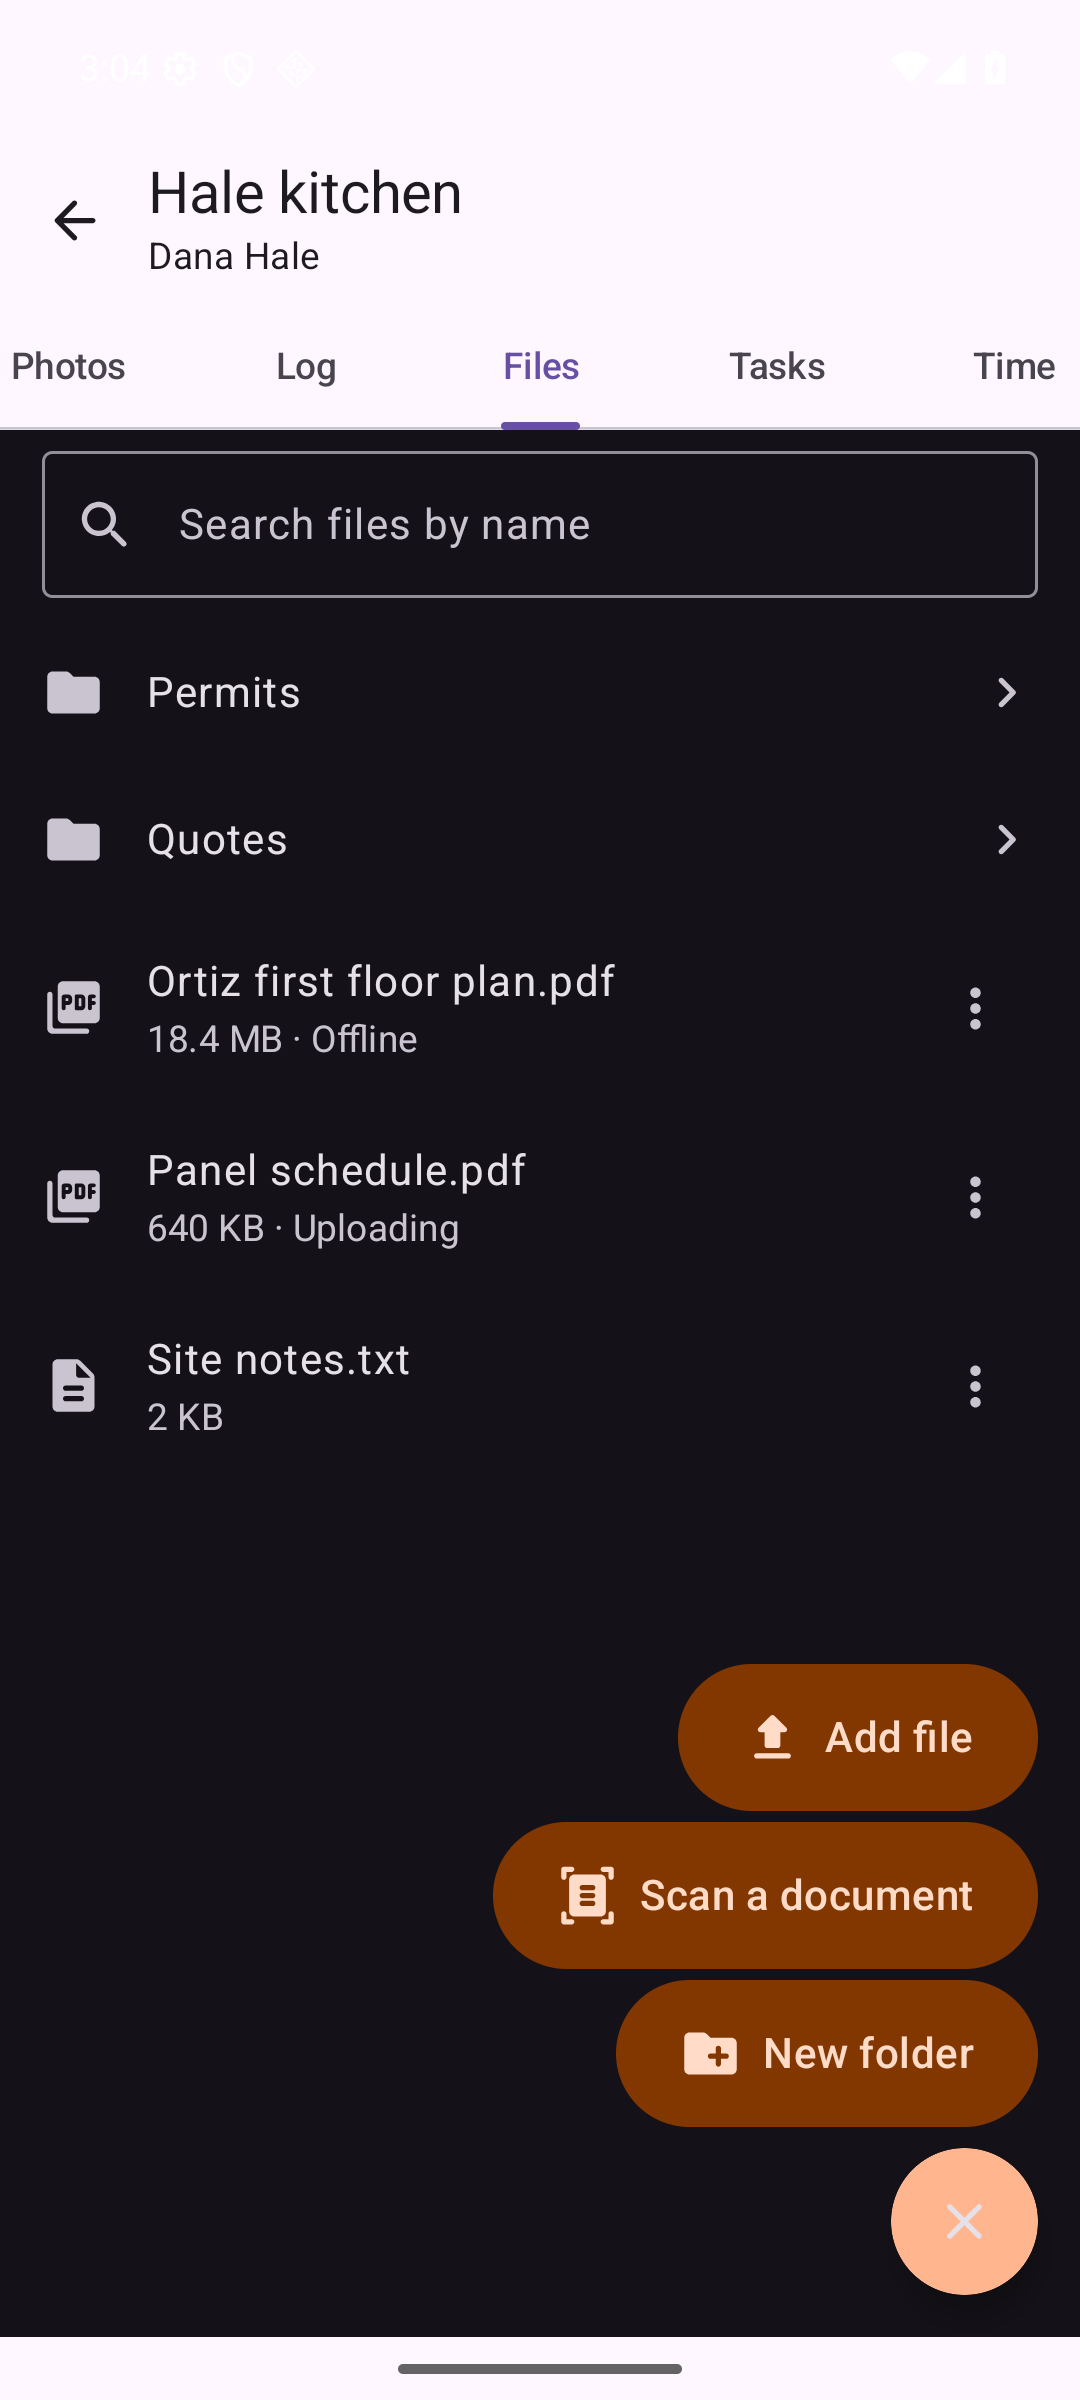 3:04
Hale kitchen
Dana Hale
Photos
Log
Files
Tasks
Time
Search files by name
Permits
Quotes
PDF
Ortiz first floor plan.pdf
18.4 MB · Offline
PDF
Panel schedule.pdf
640 KB · Uploading
Site notes.txt
2 KB
Add file
Scan a document
New folder